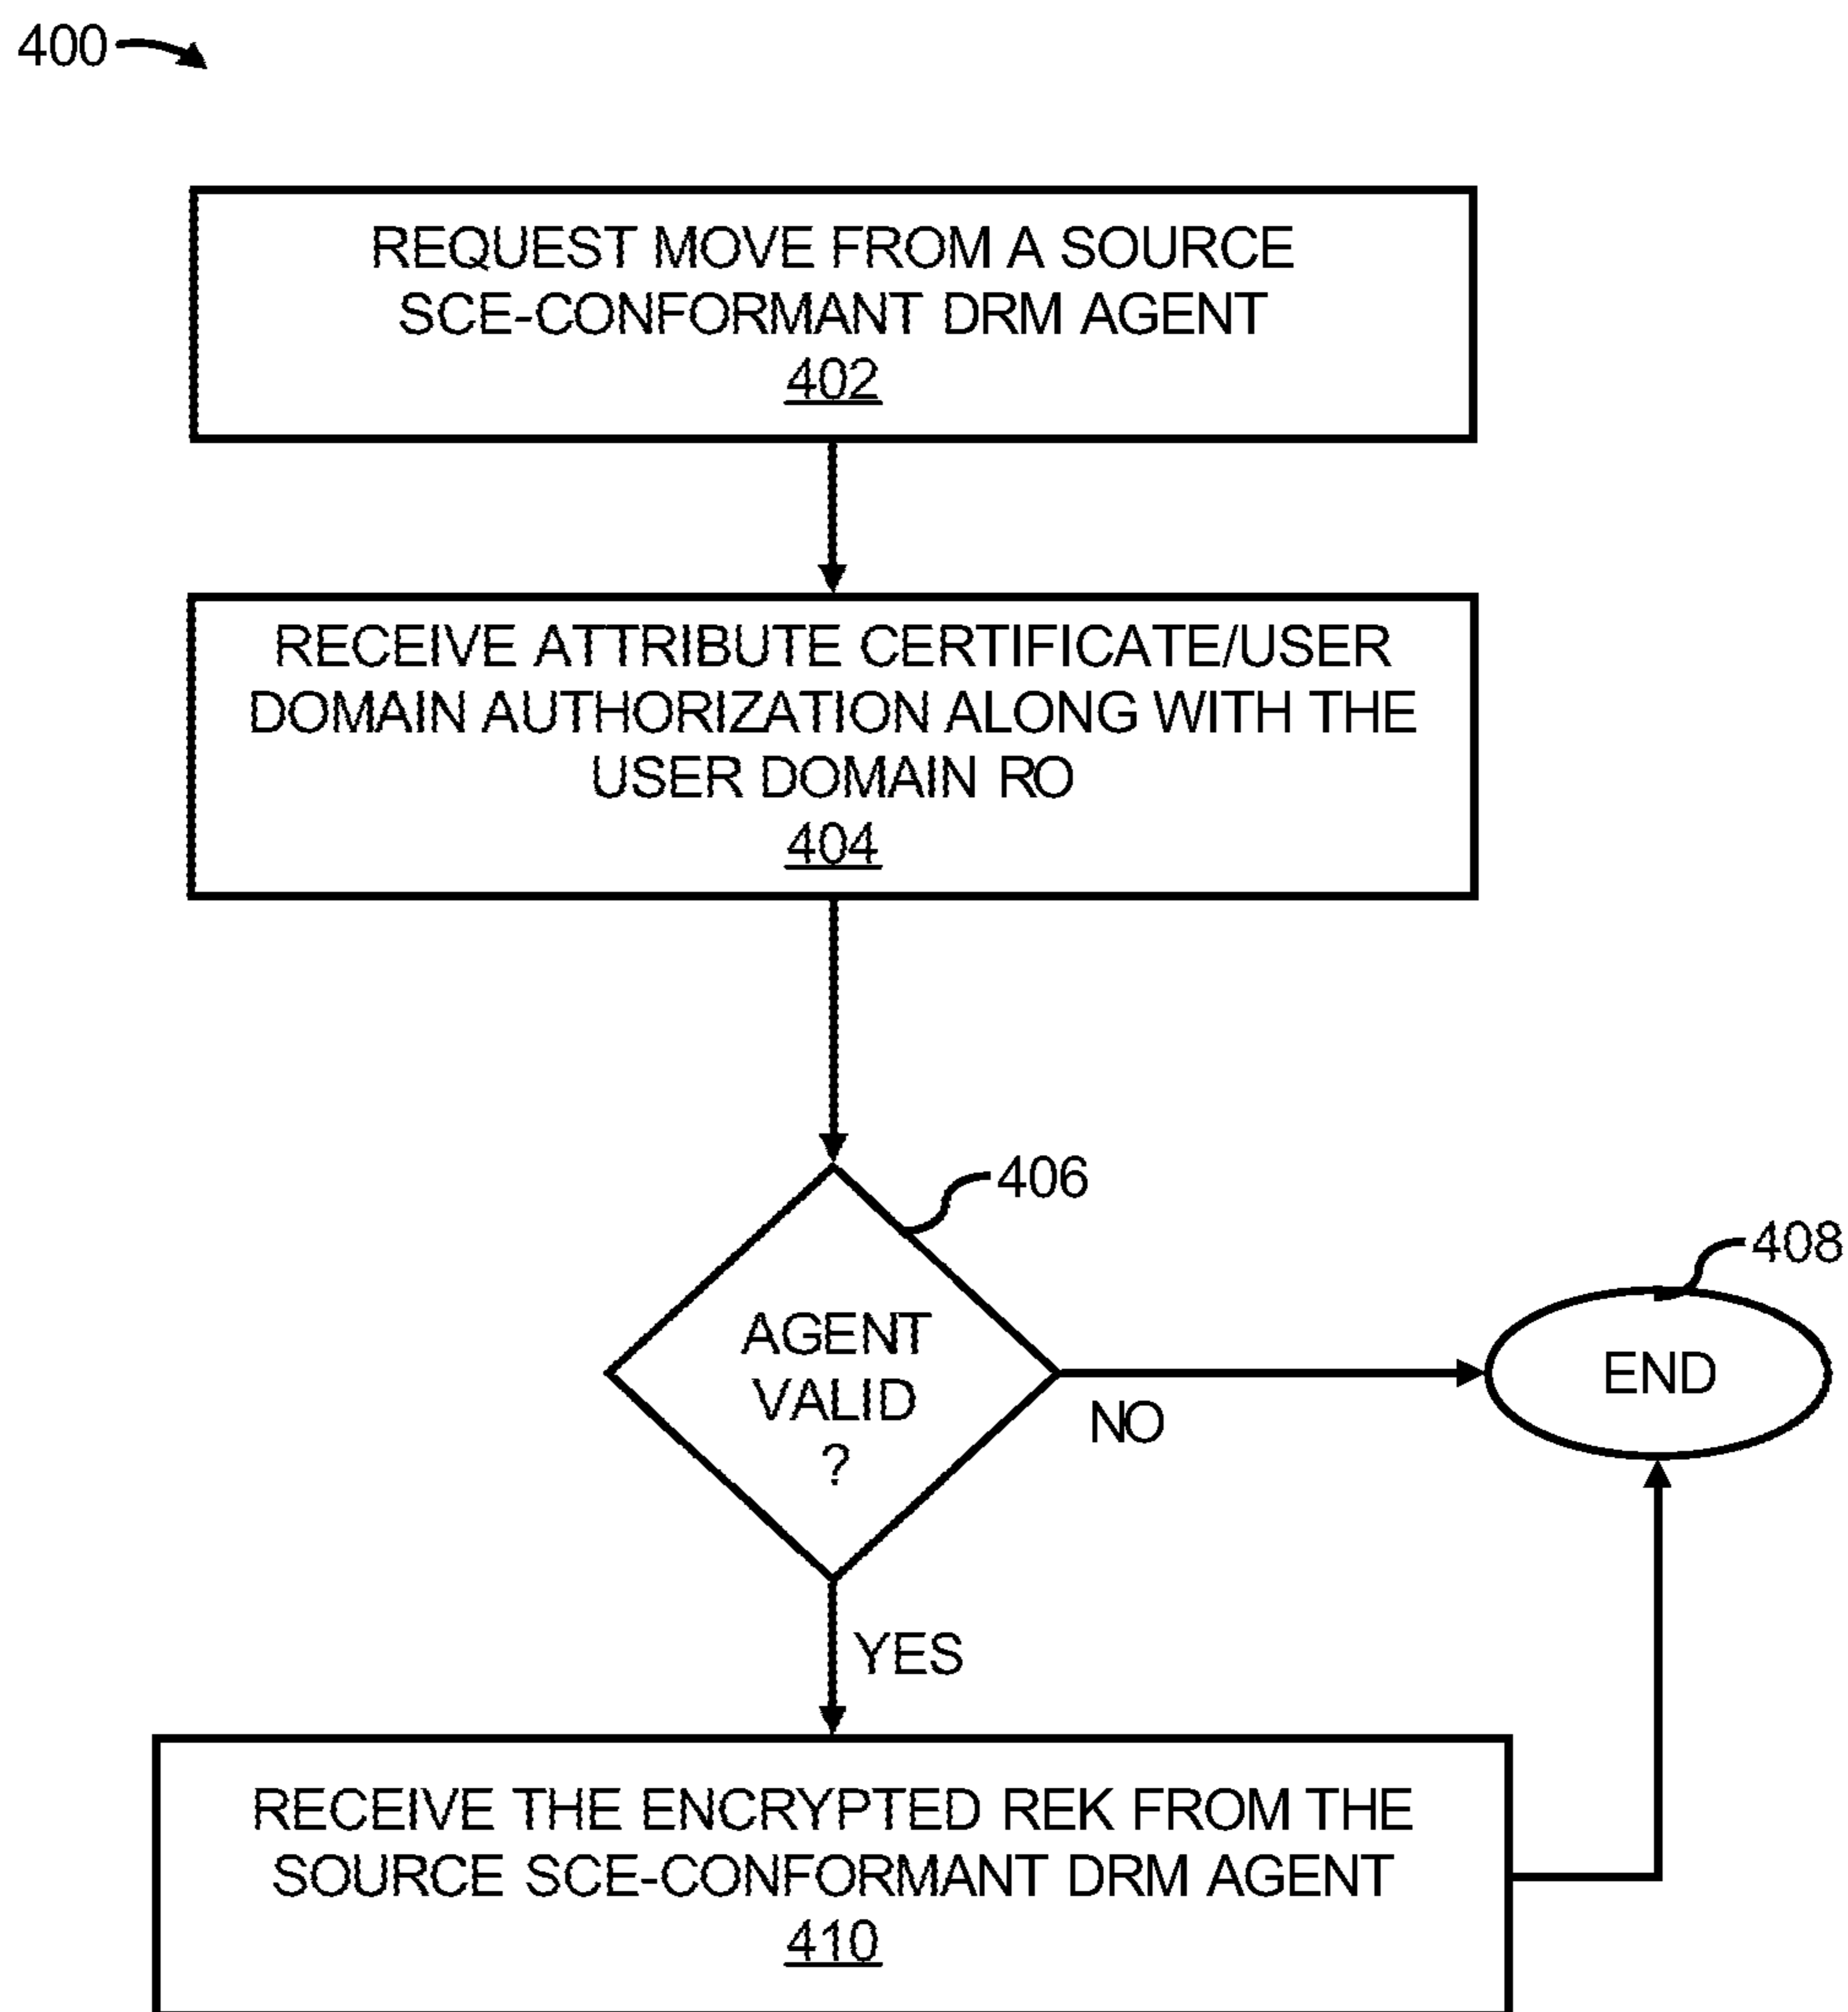 400
REQUEST MOVE FROM A SOURCE
SCE-CONFORMANT DRM AGENT
402
RECEIVE ATTRIBUTE CERTIFICATE/USER
DOMAIN AUTHORIZATION ALONG WITH THE
USER DOMAIN RO
404
406
408
AGENT
VALID
?
END
NO
YES
RECEIVE THE ENCRYPTED REK FROM THE
SOURCE SCE-CONFORMANT DRM AGENT
410